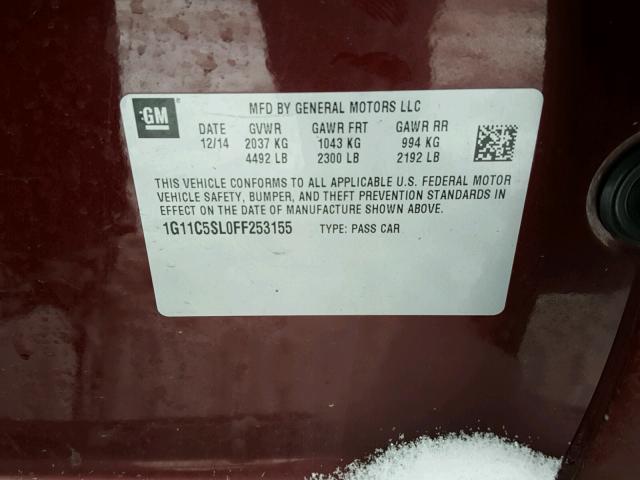 GM
MFD BY GENERAL MOTORS LLC
DATE GVWR GAWR FRT GAWR RR
12/14 2037 KG 1043 KG 994 KG
4492 LB 2300 LB 2192 LB
THIS VEHICLE CONFORMS TO ALL APPLICABLE U.S. FEDERAL MOTOR
VEHICLE SAFETY, BUMPER, AND THEFT PREVENTION STANDARDS IN
EFFECT ON THE DATE OF MANUFACTURE SHOWN ABOVE.
1G11C5SL0FF253155 TYPE: PASS CAR